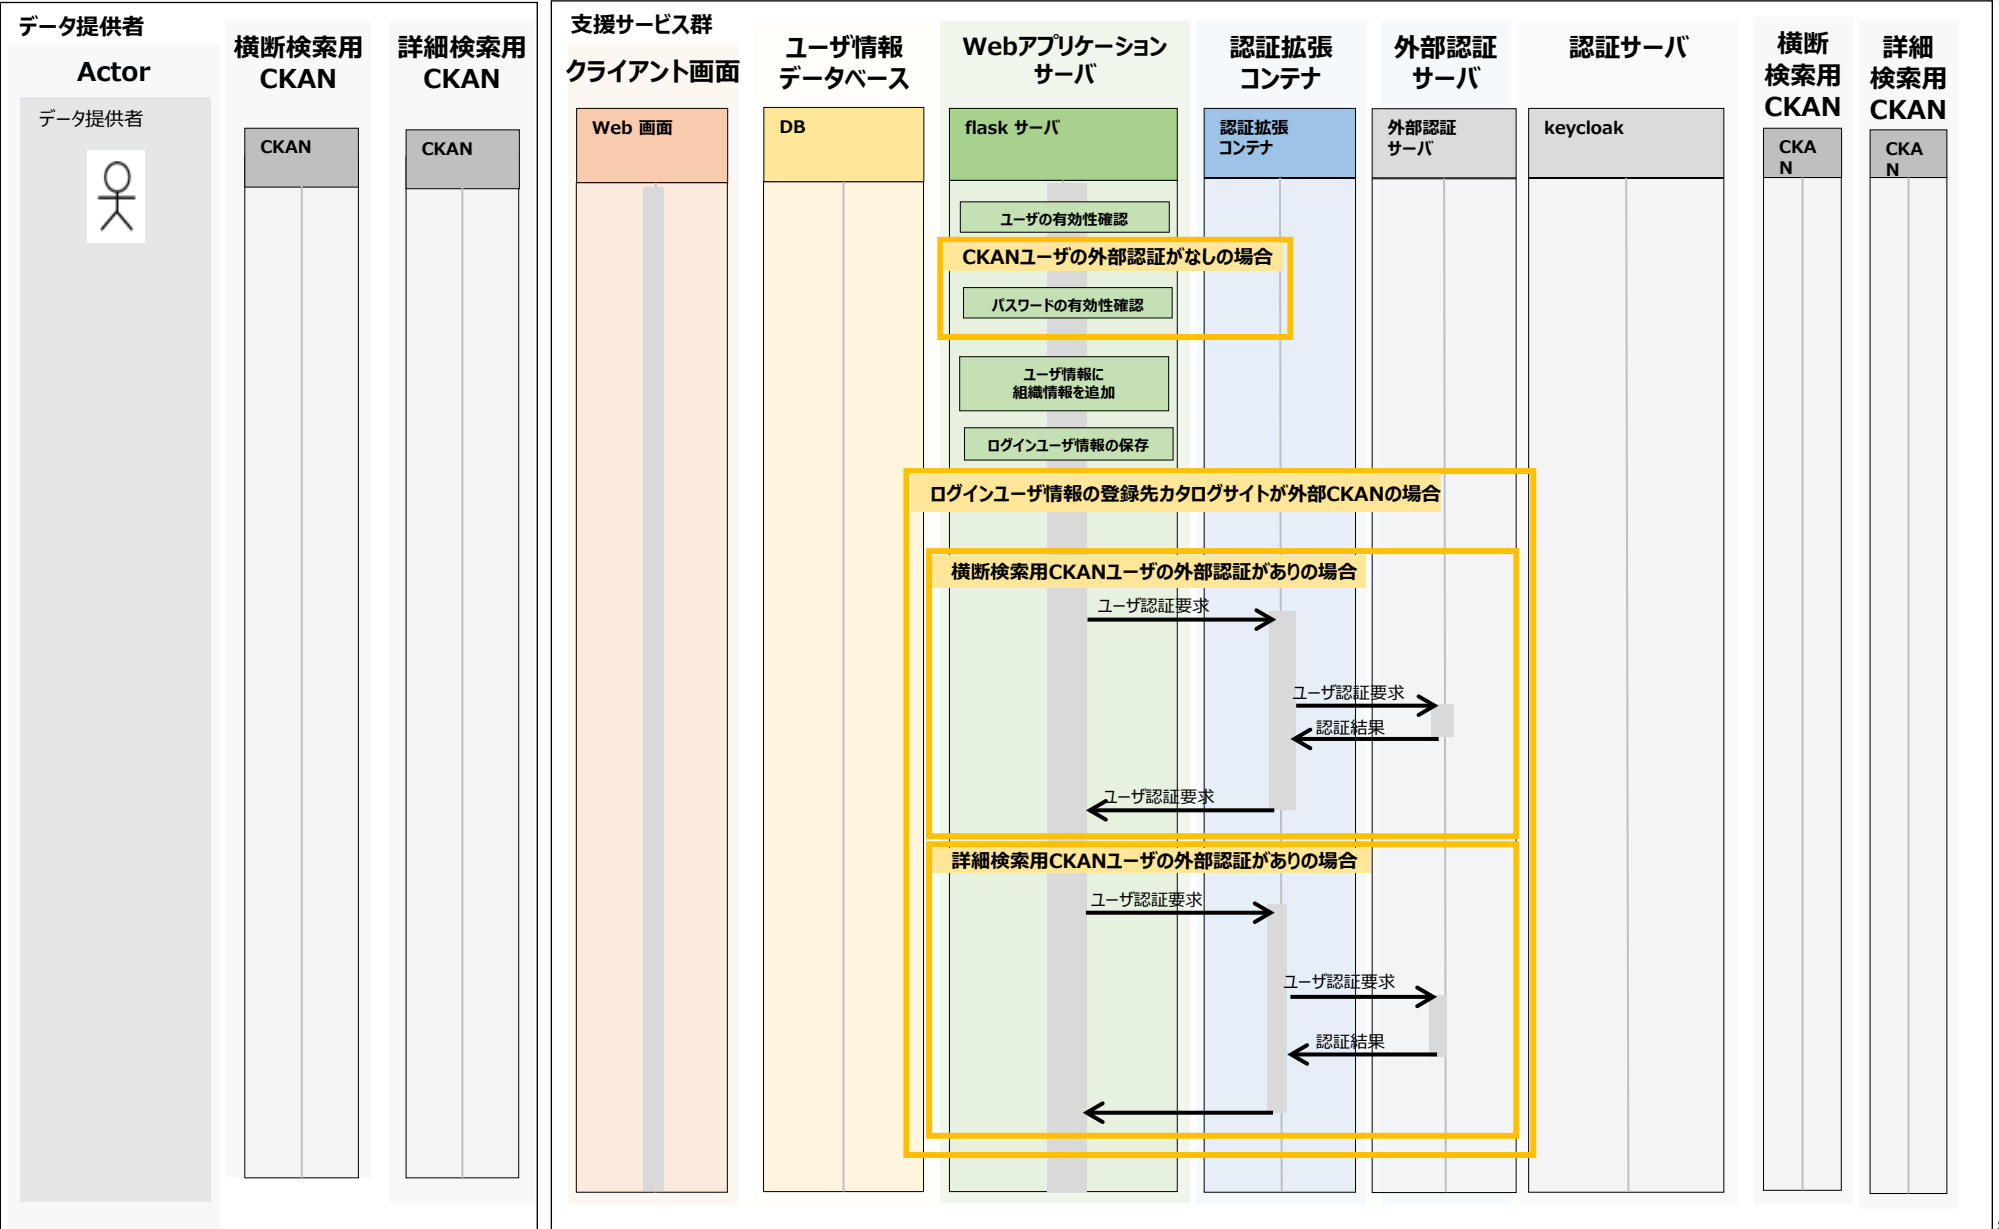 データ提供者
Actor
データ提供者
横断検索用
CKAN
CKAN
詳細検索用
CKAN
CKAN
支援サービス群
クライアント画面
Web 画面
ユーザ情報
データベース
DB
Webアプリケーション
サーバ
flask サーバ
認証拡張
コンテナ
認証拡張
コンテナ
外部認証
サーバ
外部認証
サーバ
認証サーバ
keycloak
横断
検索用
CKAN
CKA
N
詳細
検索用
CKAN
CKA
N
ユーザの有効性確認
CKANユーザの外部認証がなしの場合
パスワードの有効性確認
ユーザ情報に
組織情報を追加
ログインユーザ情報の保存
ログインユーザ情報の登録先カタログサイトが外部CKANの場合
横断検索用CKANユーザの外部認証がありの場合
ユーザ認証要求
ユーザ認証要求
認証結果
ユーザ認証要求
詳細検索用CKANユーザの外部認証がありの場合
ユーザ認証要求
ユーザ認証要求
認証結果